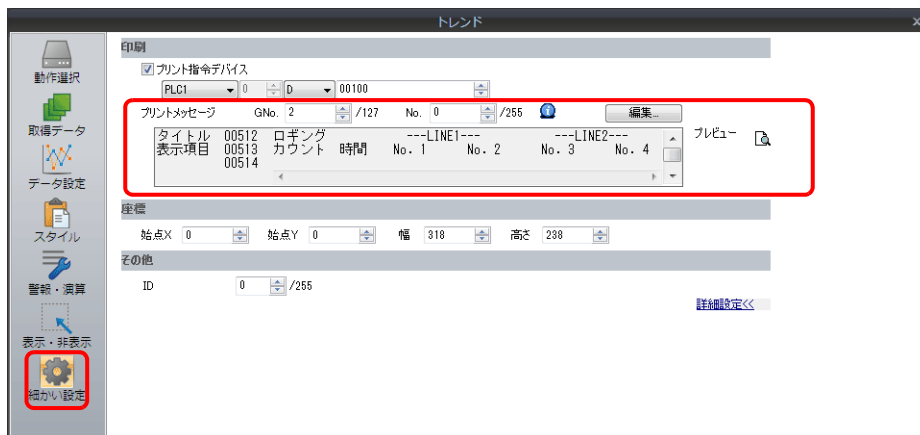 トレンド
x
動作選択
取得データ
データ設定
スタイル
警報・演算
表示・非表示
細かい設定
印刷
プリント指令デバイス
PLC1 0 D 00100
プリントメッセージ GNo. 2 /127 No. 0 /255 編集...
タイトル 00512 ロギング ---LINE1--- ---LINE2---
表示項目 00513 カウント 時間 No. 1 No. 2 No. 3 No. 4
00514
プレビュー
座標
始点X 0 始点Y 0 幅 318 高さ 238
その他
ID 0 /255
詳細設定<<